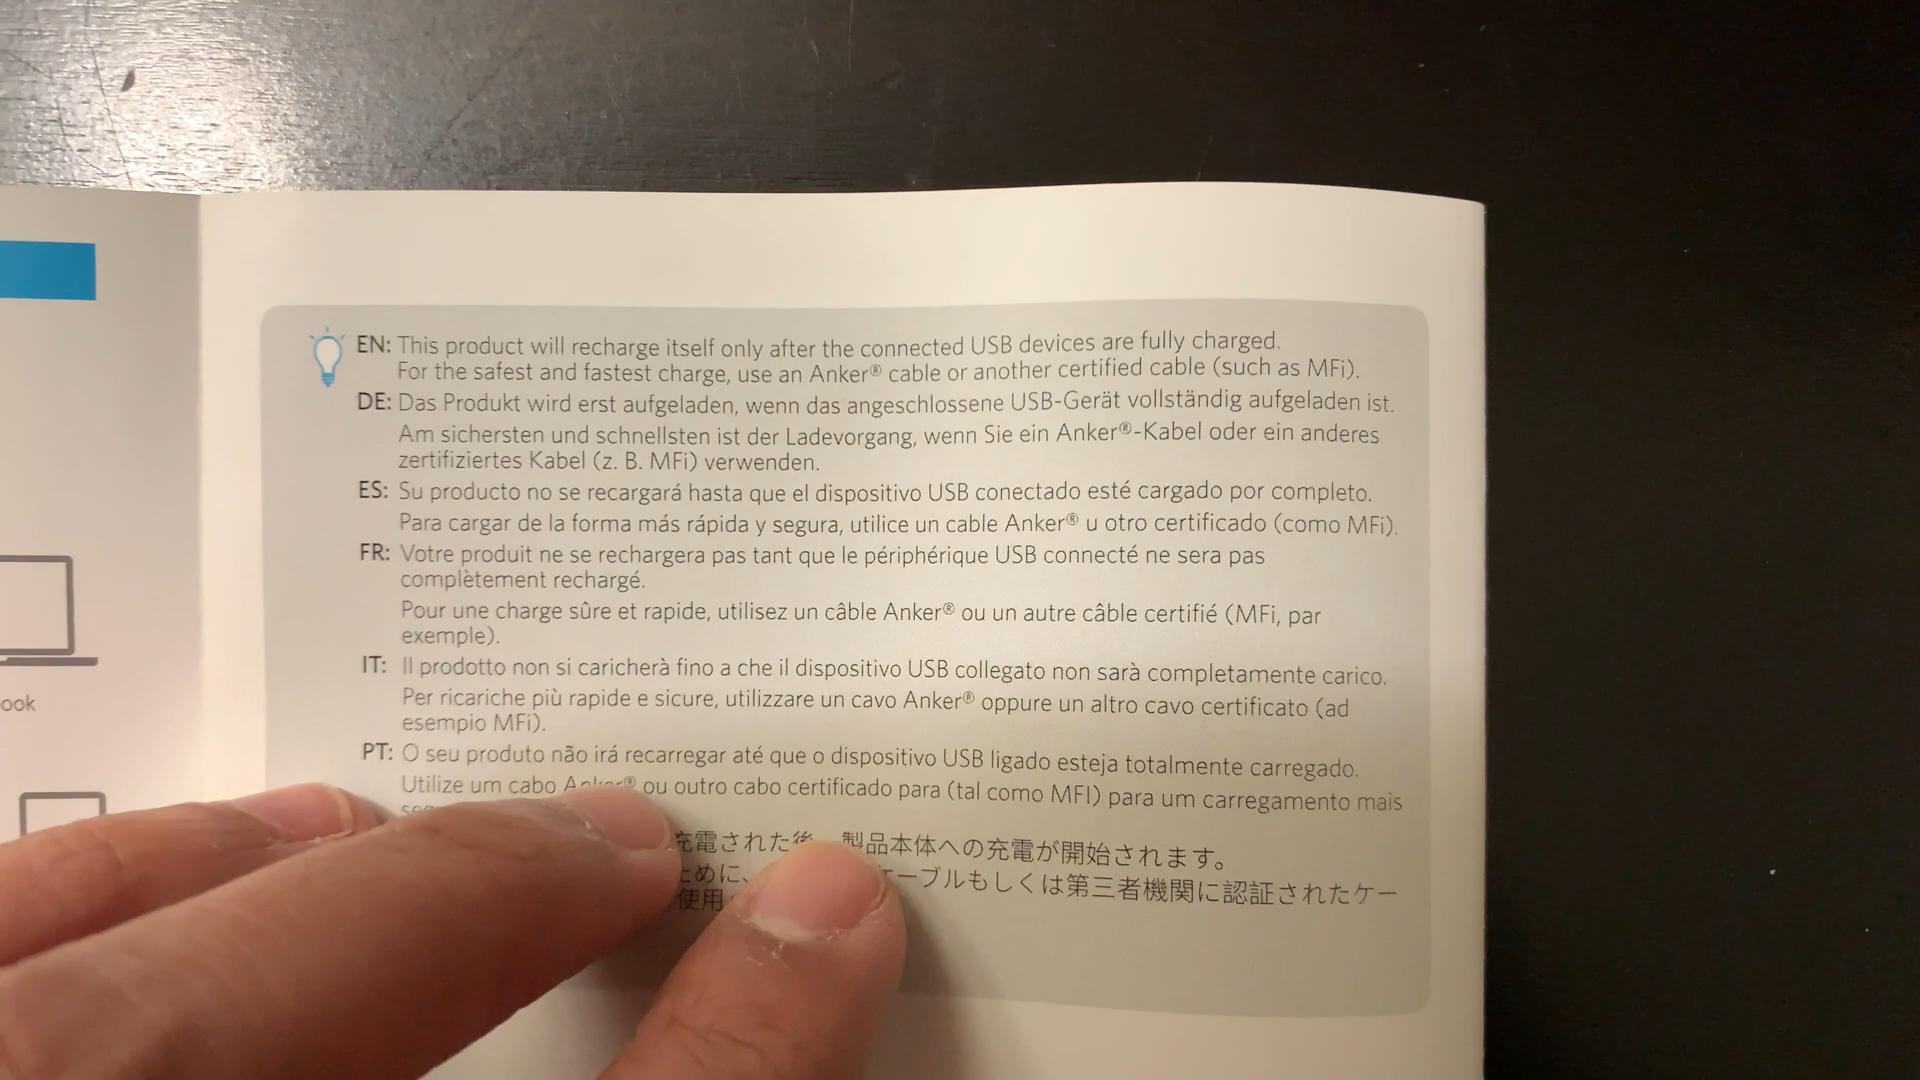 EN: This product will recharge itself only after the connected USB devices are fully charged.
For the safest and fastest charge, use an Anker® cable or another certified cable (such as MFi).
DE: Das Produkt wird erst aufgeladen, wenn das angeschlossene USB-Gerät vollständig aufgeladen ist.
Am sichersten und schnellsten ist der Ladevorgang, wenn Sie ein Anker®-Kabel oder ein anderes
zertifiziertes Kabel (z. B. MFi) verwenden.
ES: Su producto no se recargará hasta que el dispositivo USB conectado esté cargado por completo.
Para cargar de la forma más rápida y segura, utilice un cable Anker® u otro certificado (como MFi).
FR: Votre produit ne se rechargera pas tant que le périphérique USB connecté ne sera pas
complètement rechargé.
Pour une charge sûre et rapide, utilisez un câble Anker® ou un autre câble certifié (MFi, par
exemple).
IT: Il prodotto non si caricherà fino a che il dispositivo USB collegato non sarà completamente carico.
ook
Per ricariche più rapide e sicure, utilizzare un cavo Anker® oppure un altro cavo certificato (ad
esempio MFi).
PT: O seu produto não irá recarregar até que o dispositivo USB ligado esteja totalmente carregado.
Utilize um cabo Anker® ou outro cabo certificado para (tal como MFI) para um carregamento mais
充電された後 製品本体への充電が開始されます。
ために、 ケーブルもしくは第三者機関に認証されたケー
使用